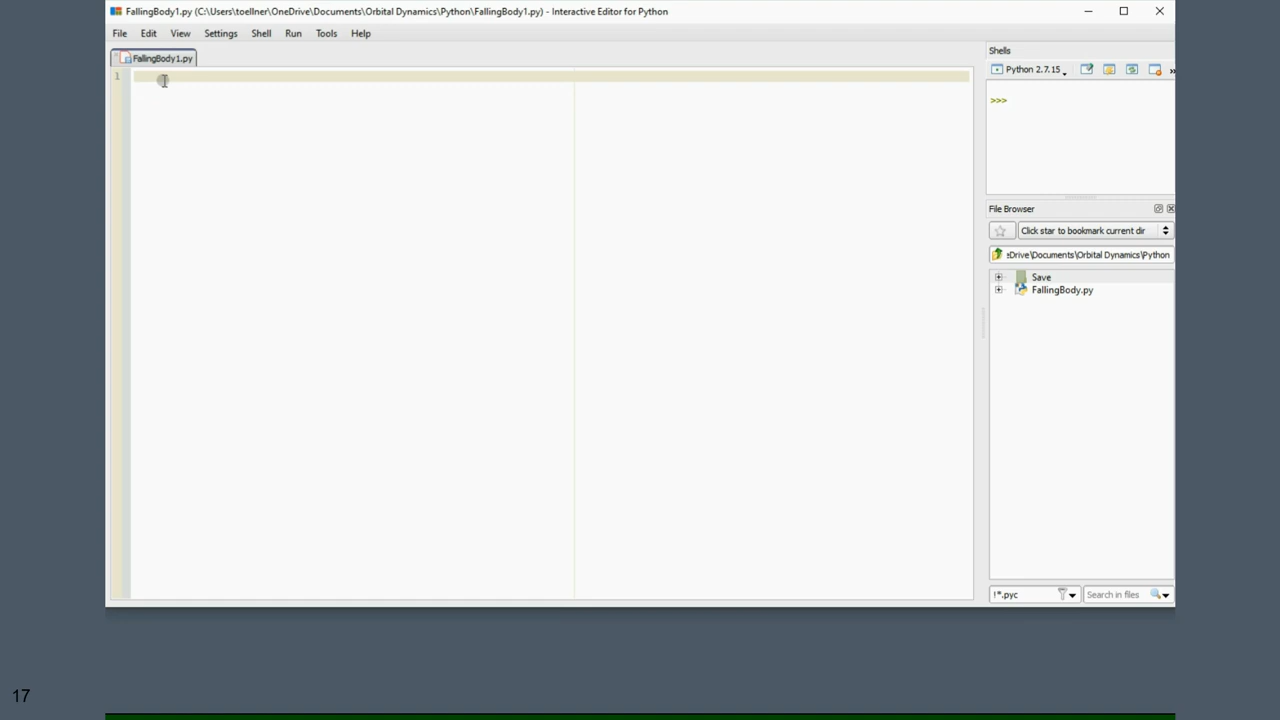 FallingBody1.py (C:\Users\toellner\OneDrive\Documents\Orbital Dynamics\Python\FallingBody1.py) - Interactive Editor for Python
File Edit View Settings Shell Run Tools Help
FallingBody1.py
1
Shells
Python 2.7.15
»
>>>
File Browser
Click star to bookmark current dir
:Drive\Documents\Orbital Dynamics\Python
Save
FallingBody.py
!*.pyc
Search in files
17